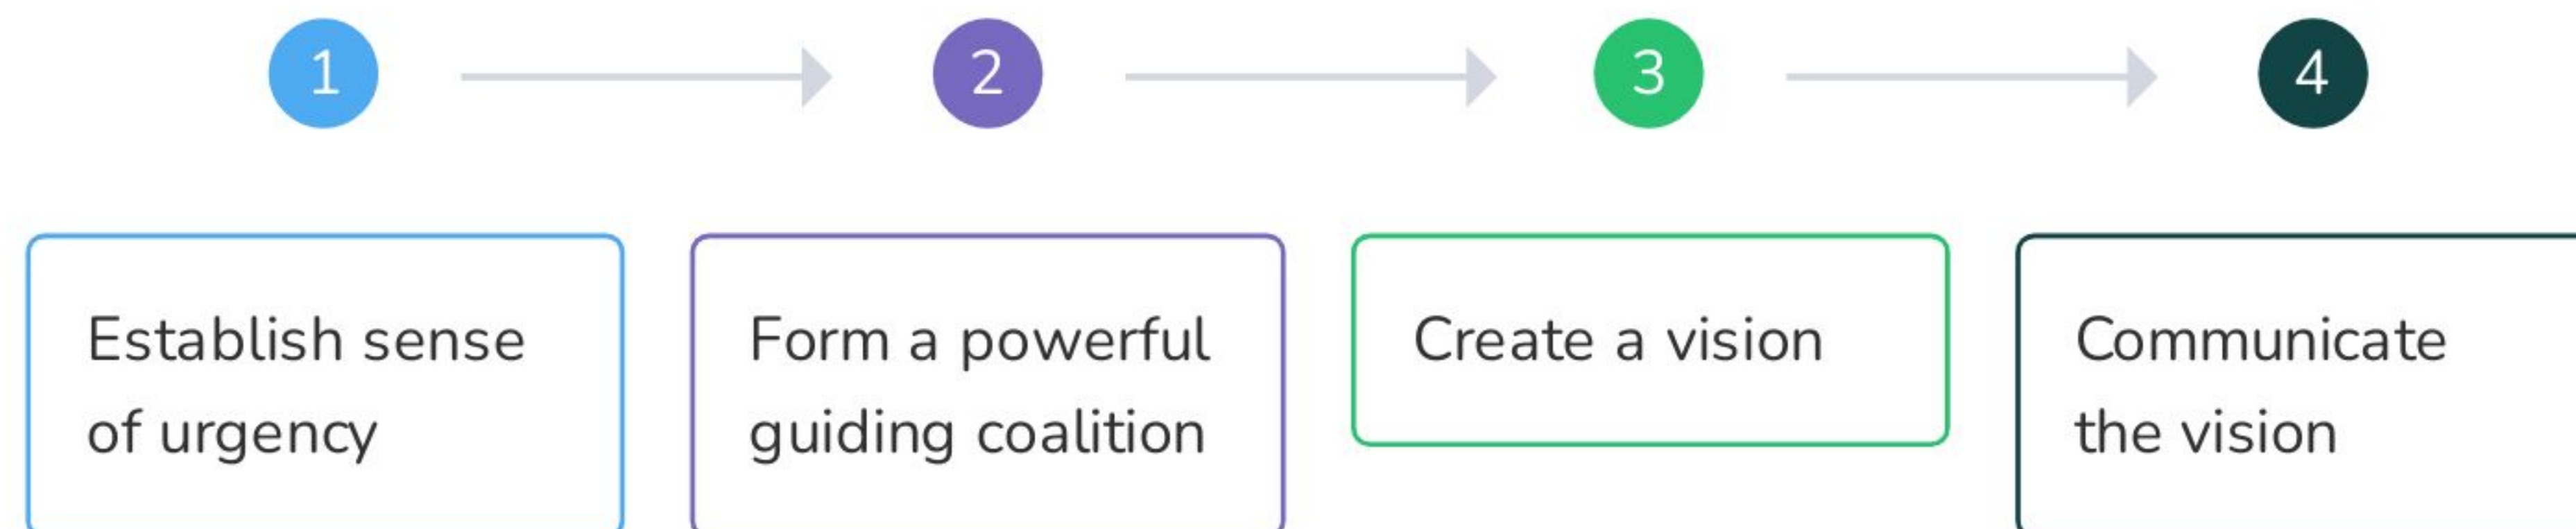 1
2
3
4
Establish sense
of urgency
Form a powerful
guiding coalition
Create a vision
Communicate
the vision